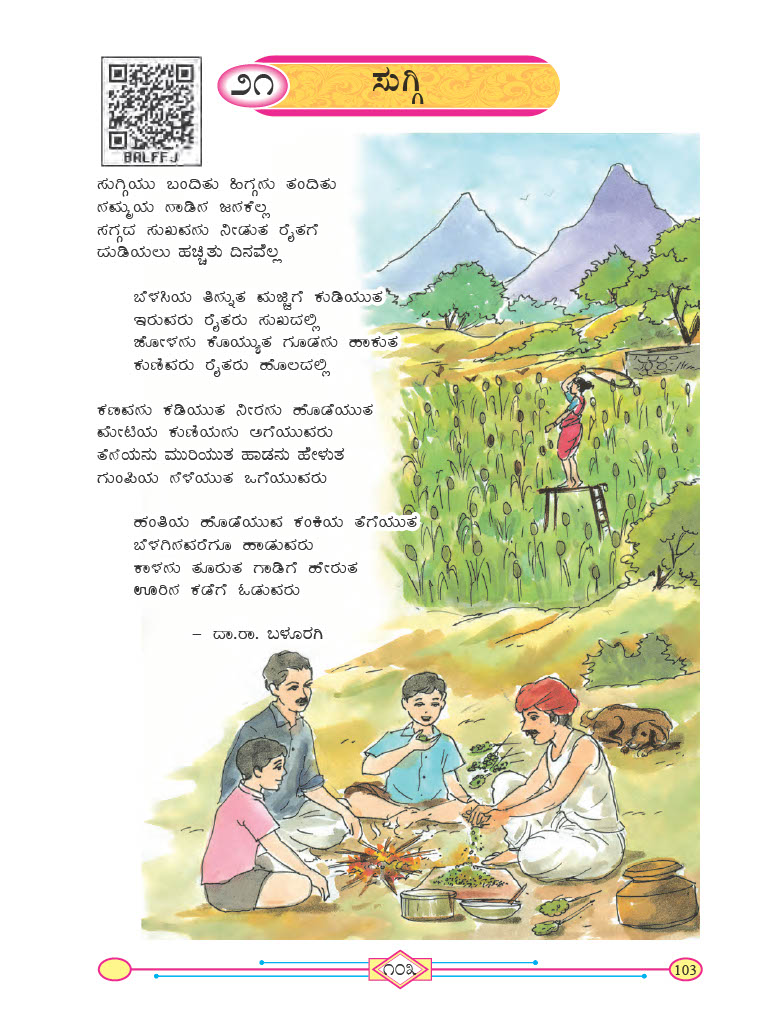 ೨೧
ಸುಗ್ಗಿ
BALFFJ
ಸುಗ್ಗಿಯು ಬಂದಿತು ಹಿಗ್ಗನು ತಂದಿತು
ನಮ್ಮಯ ನಾಡಿನ ಜನಕೆಲ್ಲ
ಸಗ್ಗದ ಸುಖವನು ನೀಡುತ ರೈತಗೆ
ದುಡಿಯಲು ಹಚ್ಚಿತು ದಿನವೆಲ್ಲ
ಬೆಳಸಿಯ ತಿನ್ನುತ ಮಜ್ಜಿಗೆ ಕುಡಿಯುತ
ಇರುವರು ರೈತರು ಸುಖದಲ್ಲಿ
ಜೋಳನು ಕೊಯ್ಯುತ ಗೂಡನು ಹಾಕುತ
ಕುಣಿವರು ರೈತರು ಹೊಲದಲ್ಲಿ
ಕಣವನು ಕಡಿಯುತ ನೀರನು ಹೊಡೆಯುತ
ಮೇಟಿಯ ಕುಣಿಯನು ಅಗೆಯುವರು
ತೆನೆಯನು ಮುರಿಯುತ ಹಾಡನು ಹೇಳುತ
ಗುಂಪಿಯ ನೆಳೆಯುತ ಒಗೆಯುವರು
ಹಂತಿಯ ಹೊಡೆಯುವ ಕಂಕಿಯ ತೆಗೆಯುತ
ಬೆಳಗಿನವರೆಗೂ ಹಾಡುವರು
ಕಾಳನು ತೂರುತ ಗಾಡಿಗೆ ಹೇರುತ
ಊರಿನ ಕಡೆಗೆ ಓಡುವರು
– ದಾ.ರಾ. ಬಳೂರಗಿ
೧೦೩
103